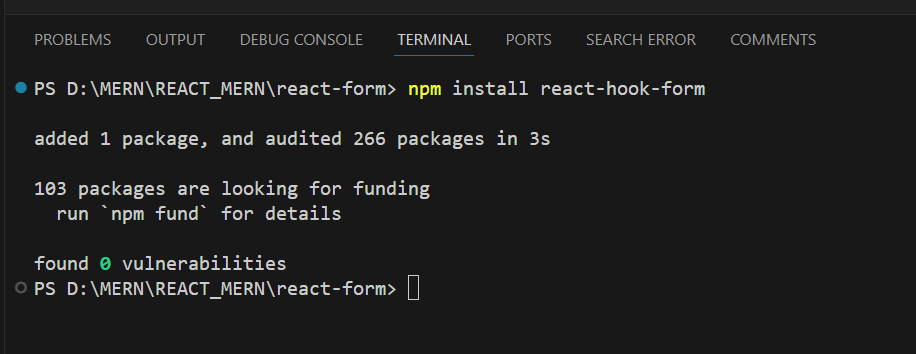 PROBLEMS OUTPUT DEBUG CONSOLE TERMINAL PORTS SEARCH ERROR COMMENTS
PS D:\MERN\REACT_MERN\react-form> npm install react-hook-form
added 1 package, and audited 266 packages in 3s
103 packages are looking for funding
  run `npm fund` for details
found 0 vulnerabilities
PS D:\MERN\REACT_MERN\react-form>